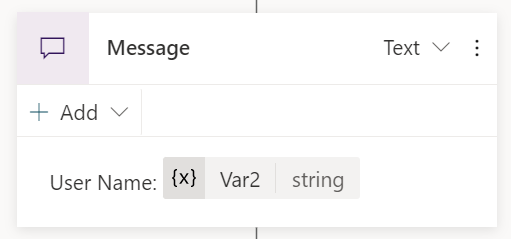 Message Text
Add
User Name: {x} Var2 string